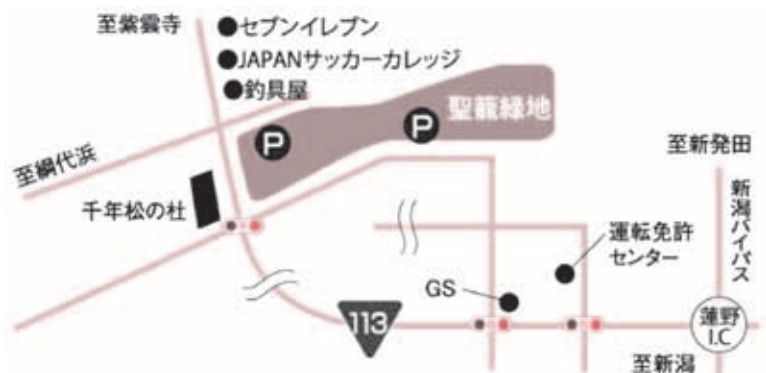 至紫雲寺
●セブンイレブン
●JAPANサッカーカレッジ
●釣具屋
聖籠緑地
P
P
至網代浜
千年松の杜
至新発田
新潟バイパス
運転免許
センター
GS
113
蓮野
I.C
至新潟